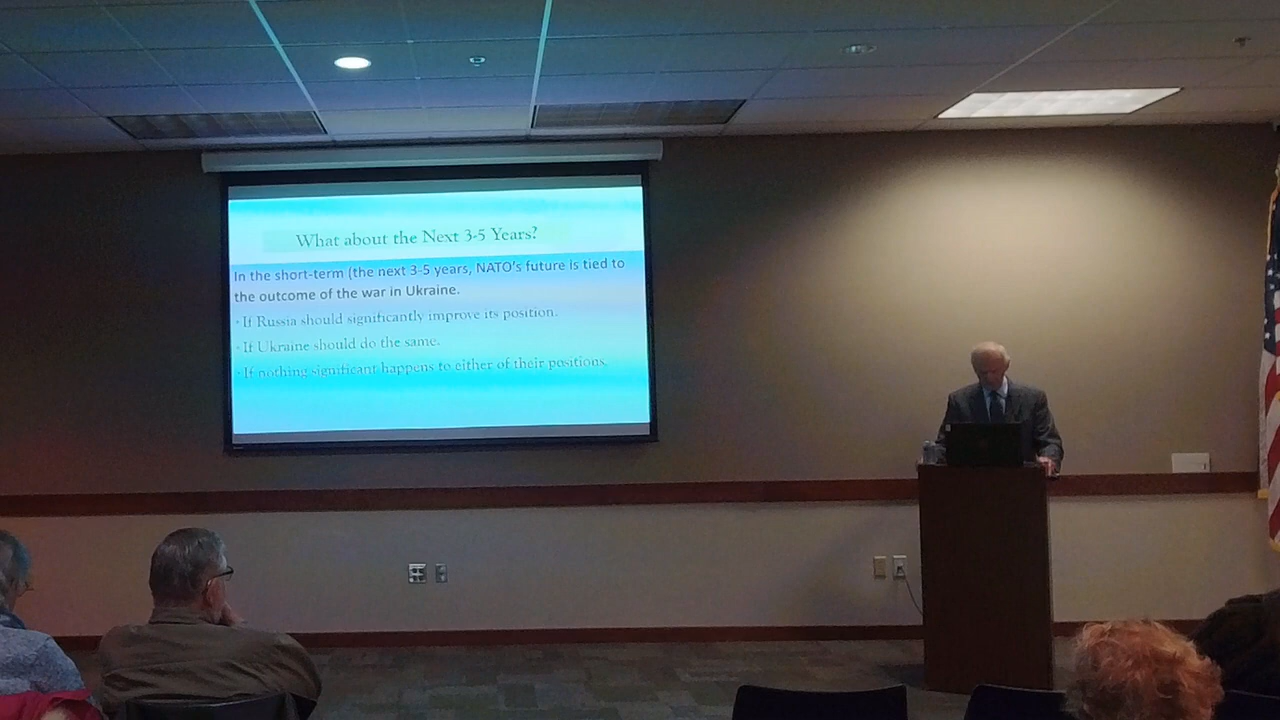 What about the Next 3-5 Years?
In the short-term (the next 3-5 years, NATO's future is tied to
the outcome of the war in Ukraine.
· If Russia should significantly improve its position.
· If Ukraine should do the same.
· If nothing significant happens to either of their positions.